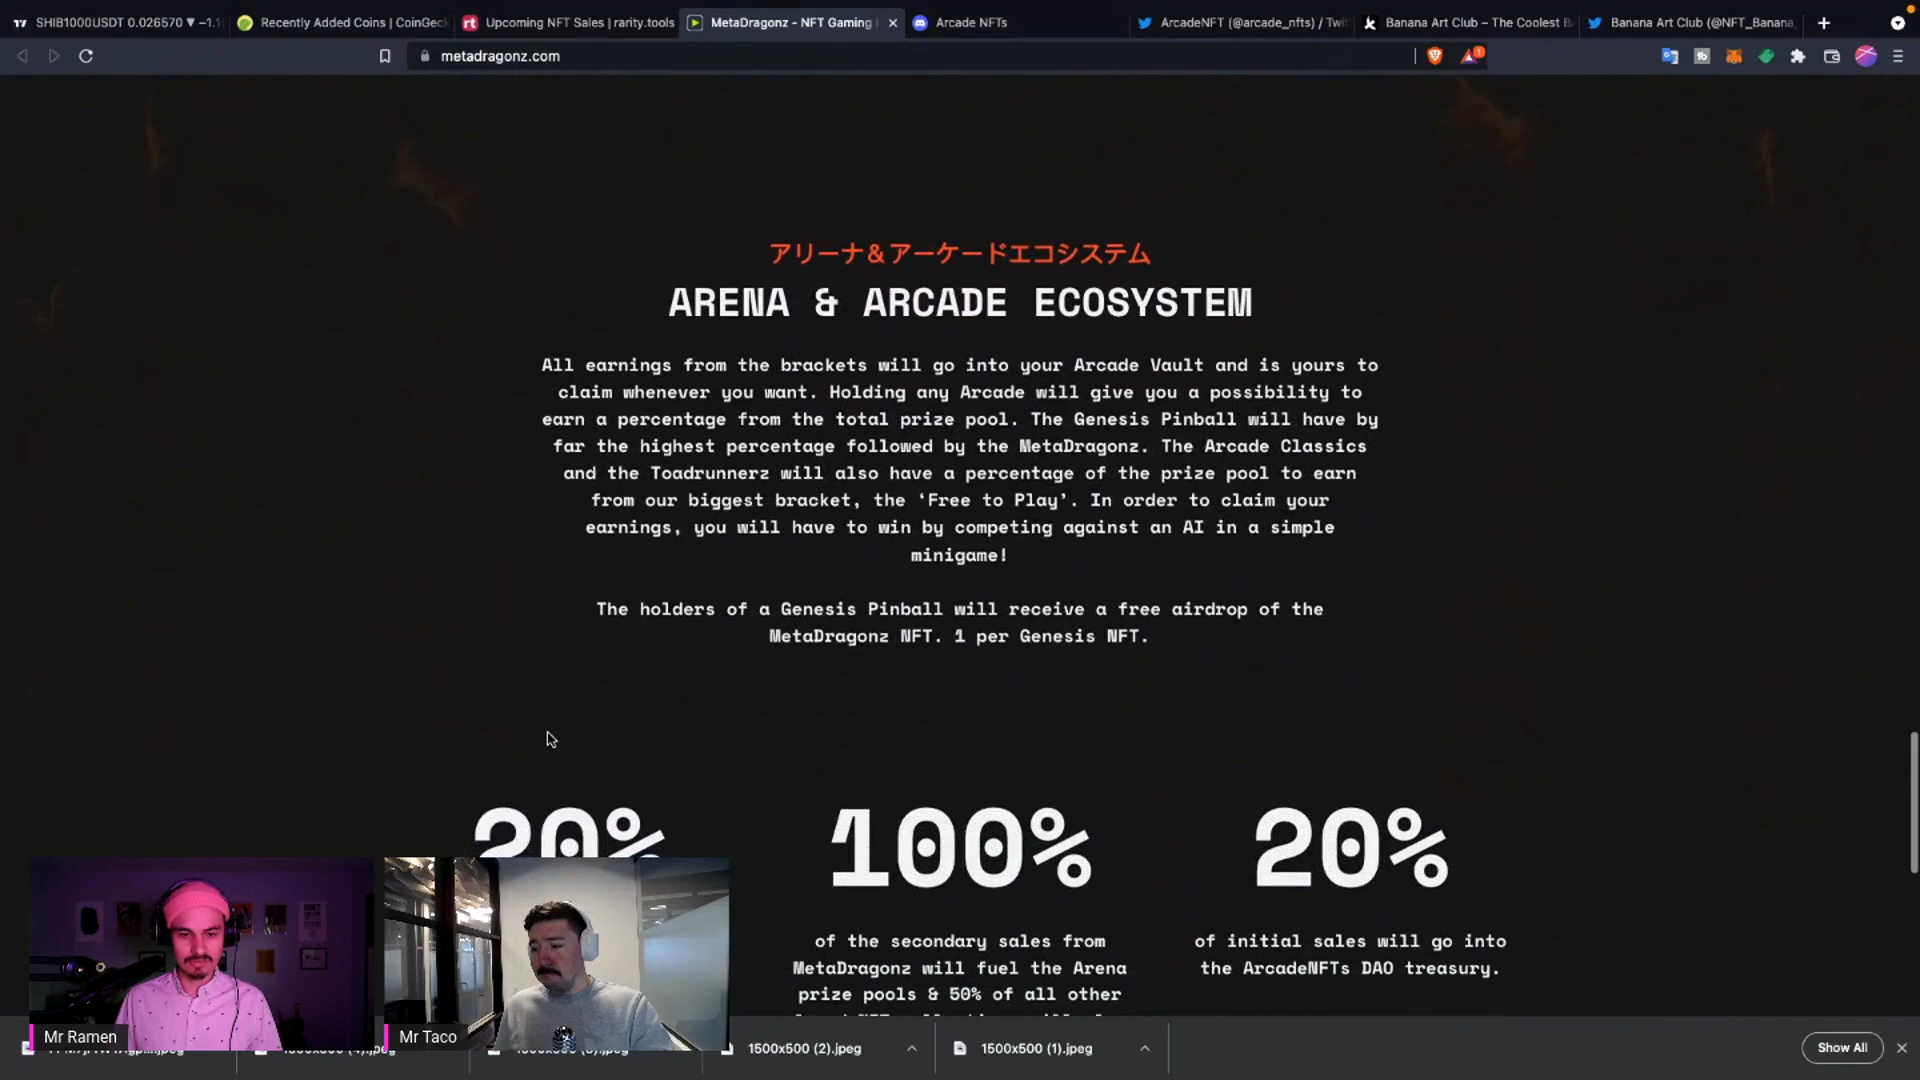 SHIB1000USDT 0.026570 ▼ −1.1
Recently Added Coins | CoinGeck
Upcoming NFT Sales | rarity.tools
MetaDragonz - NFT Gaming
Arcade NFTs
ArcadeNFT (@arcade_nfts) / Twi
Banana Art Club – The Coolest B
Banana Art Club (@NFT_Banana_
metadragonz.com
アリーナ＆アーケードエコシステム
ARENA & ARCADE ECOSYSTEM
All earnings from the brackets will go into your Arcade Vault and is yours to
claim whenever you want. Holding any Arcade will give you a possibility to
earn a percentage from the total prize pool. The Genesis Pinball will have by
far the highest percentage followed by the MetaDragonz. The Arcade Classics
and the Toadrunnerz will also have a percentage of the prize pool to earn
from our biggest bracket, the ‘Free to Play’. In order to claim your
earnings, you will have to win by competing against an AI in a simple
minigame!
The holders of a Genesis Pinball will receive a free airdrop of the
MetaDragonz NFT. 1 per Genesis NFT.
20%
100%
of the secondary sales from
MetaDragonz will fuel the Arena
prize pools & 50% of all other
20%
of initial sales will go into
the ArcadeNFTs DAO treasury.
Mr Ramen
Mr Taco
1500x500 (2).jpeg
1500x500 (1).jpeg
Show All